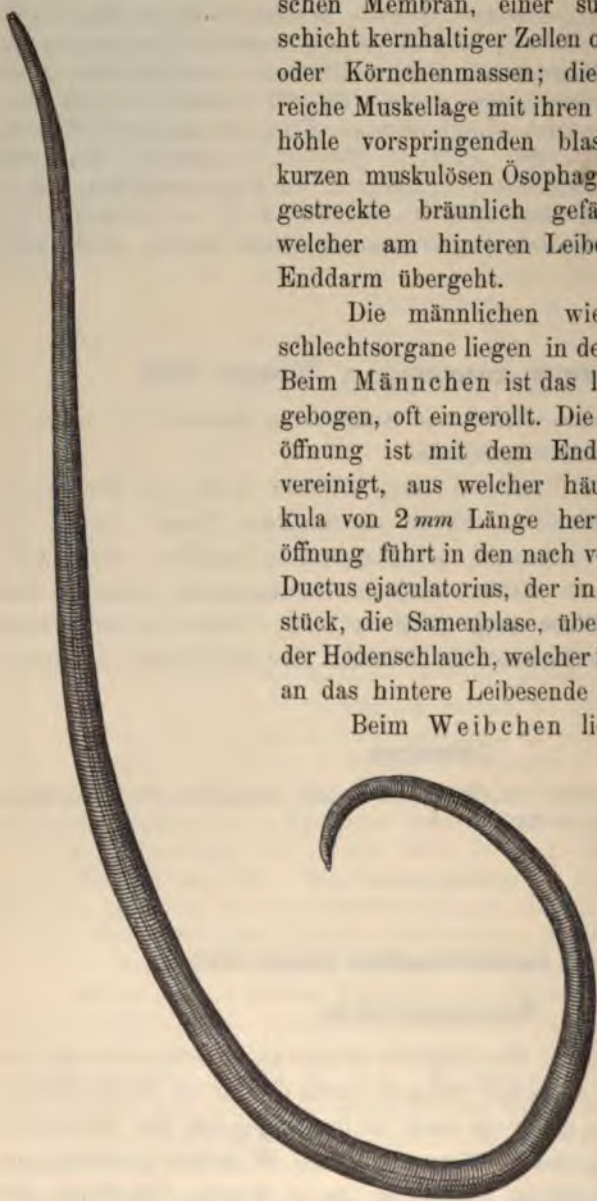 schen Membran, einer su
schicht kernhaltiger Zellen o
oder Körnchenmassen; die
reiche Muskellage mit ihren
höhle vorspringenden blas
kurzen muskulösen Ösophag
gestreckte bräunlich gefä
welcher am hinteren Leibe
Enddarm übergeht.
Die männlichen wie
schlechtsorgane liegen in de
Beim Männchen ist das l
gebogen, oft eingerollt. Die
öffnung ist mit dem End
vereinigt, aus welcher häu
kula von 2 mm Länge her
öffnung führt in den nach v
Ductus ejaculatorius, der in
stück, die Samenblase, übe
der Hodenschlauch, welcher
an das hintere Leibesende
Beim Weibchen li